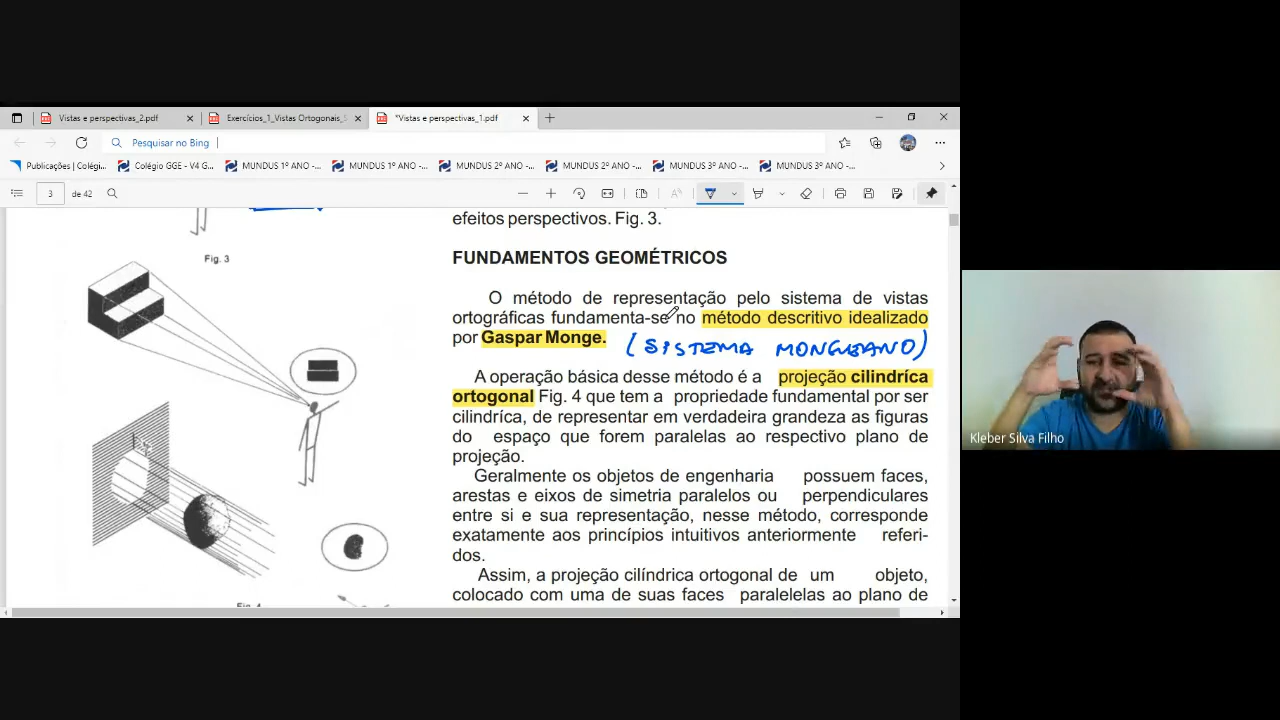 Vistas e perspectivas_2.pdf
Exercícios_1_Vistas Ortogonais_
*Vistas e perspectivas_1.pdf
Pesquisar no Bing
Publicações | Colégi...
Colégio GGE - V4 G...
MUNDUS 1º ANO -...
MUNDUS 1º ANO -...
MUNDUS 2º ANO -...
MUNDUS 2º ANO -...
MUNDUS 3º ANO -...
MUNDUS 3º ANO -...
3 de 42
efeitos perspectivos. Fig. 3.
Fig. 3
FUNDAMENTOS GEOMÉTRICOS
O método de representação pelo sistema de vistas
ortográficas fundamenta-se no método descritivo idealizado
por Gaspar Monge. (SISTEMA MONGEANO)
A operação básica desse método é a projeção cilindríca
ortogonal Fig. 4 que tem a propriedade fundamental por ser
cilindríca, de representar em verdadeira grandeza as figuras
do espaço que forem paralelas ao respectivo plano de
projeção.
Geralmente os objetos de engenharia possuem faces,
arestas e eixos de simetria paralelos ou perpendiculares
entre si e sua representação, nesse método, corresponde
exatamente aos princípios intuitivos anteriormente referi-
dos.
Assim, a projeção cilíndrica ortogonal de um objeto,
colocado com uma de suas faces paralelelas ao plano de
Kleber Silva Filho